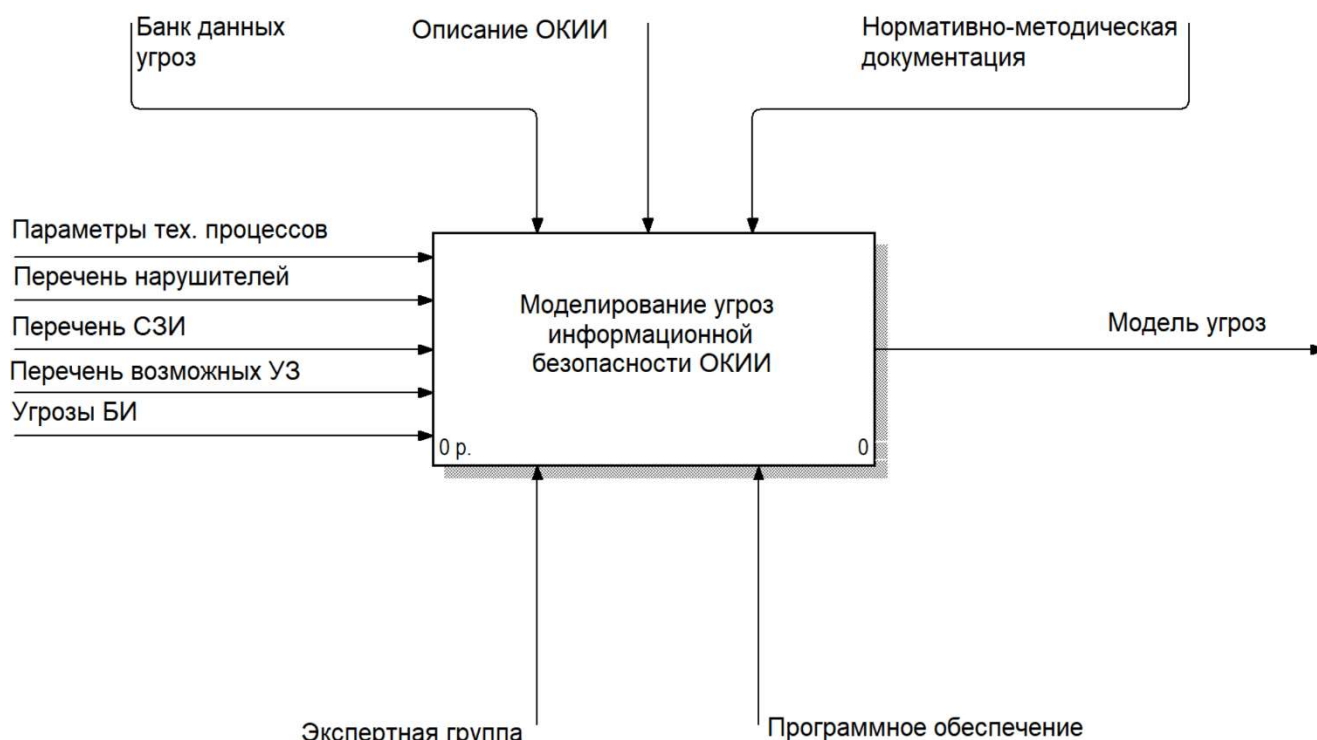 Банк данных
угроз
Описание ОКИИ
Нормативно-методическая
документация
Параметры тех. процессов
Перечень нарушителей
Перечень СЗИ
Перечень возможных УЗ
Угрозы БИ
Моделирование угроз
информационной
безопасности ОКИИ
0 р.
0
Модель угроз
Экспертная группа
Программное обеспечение